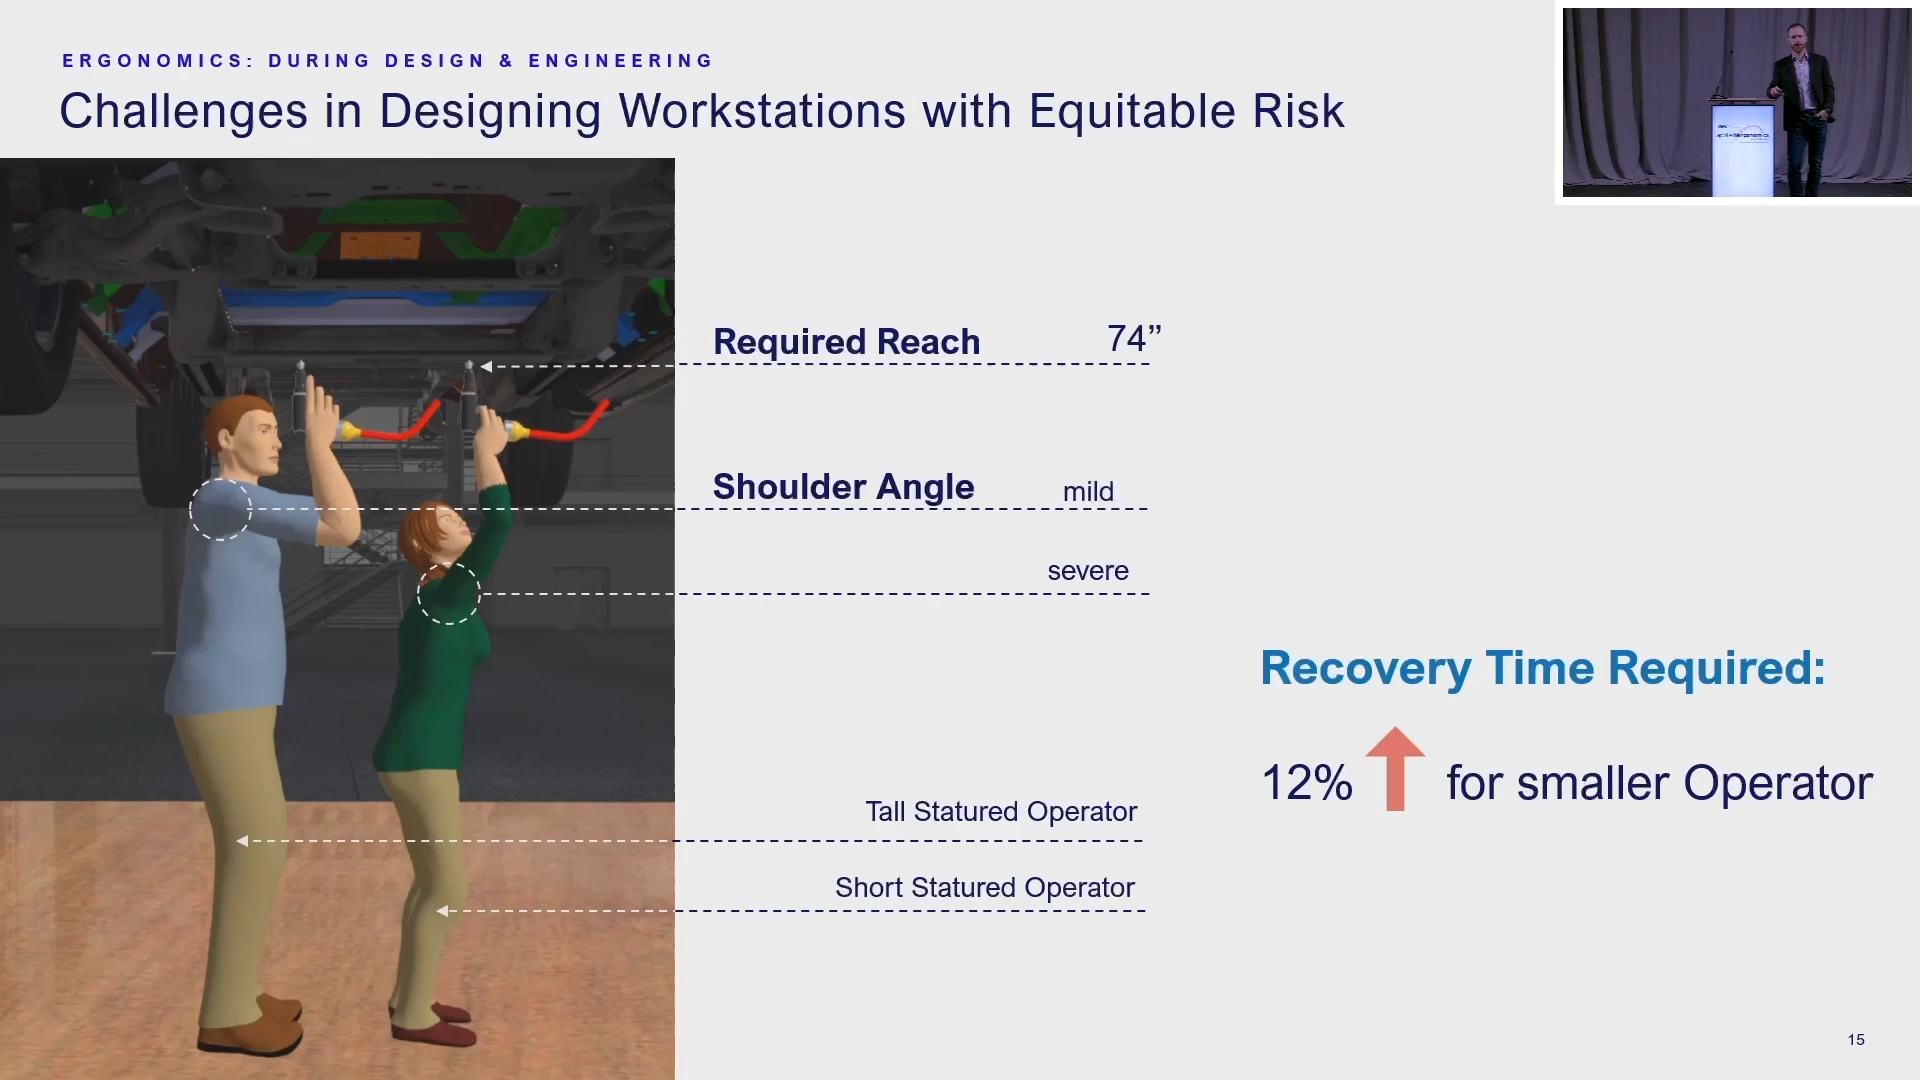 ERGONOMICS: DURING DESIGN & ENGINEERING
Challenges in Designing Workstations with Equitable Risk
Required Reach 74”
Shoulder Angle mild
severe
Recovery Time Required:
12% for smaller Operator
Tall Statured Operator
Short Statured Operator
15